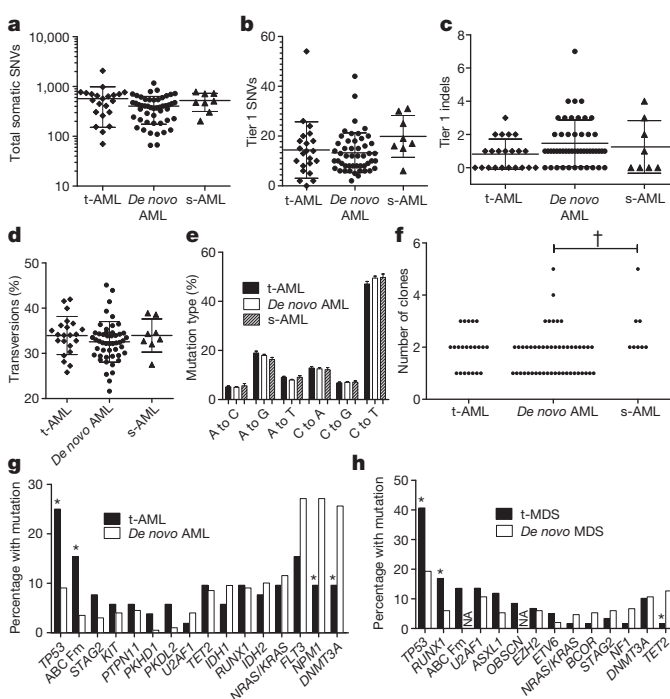 a
Total somatic SNVs
10,000
1,000
100
10
t-AML
De novo
AML
s-AML
b
Tier 1 SNVs
60
40
20
0
t-AML
De novo
AML
s-AML
c
Tier 1 indels
8
6
4
2
0
t-AML
De novo
AML
s-AML
d
Transversions (%)
50
40
30
20
t-AML
De novo AML
s-AML
e
Mutation type (%)
60
40
20
0
t-AML
De novo AML
s-AML
A to C
A to G
A to T
C to A
C to G
C to T
f
Number of clones
6
4
2
0
†
t-AML
De novo AML
s-AML
g
Percentage with mutation
30
20
10
0
* * * *
t-AML
De novo AML
TP53
ABC Fm
STAG2
KIT
PTPN11
PKHD1
PKDL2
U2AF1
TET2
IDH1
RUNX1
IDH2
NRAS/KRAS
FLT3
NPM1
DNMT3A
h
Percentage with mutation
50
40
30
20
10
0
* * *
t-MDS
De novo MDS
NA
NA
TP53
RUNX1
ABC Fm
U2AF1
ASXL1
OBSCN
EZH2
ETV6
NRAS/KRAS
BCOR
STAG2
NF1
DNMT3A
TET2